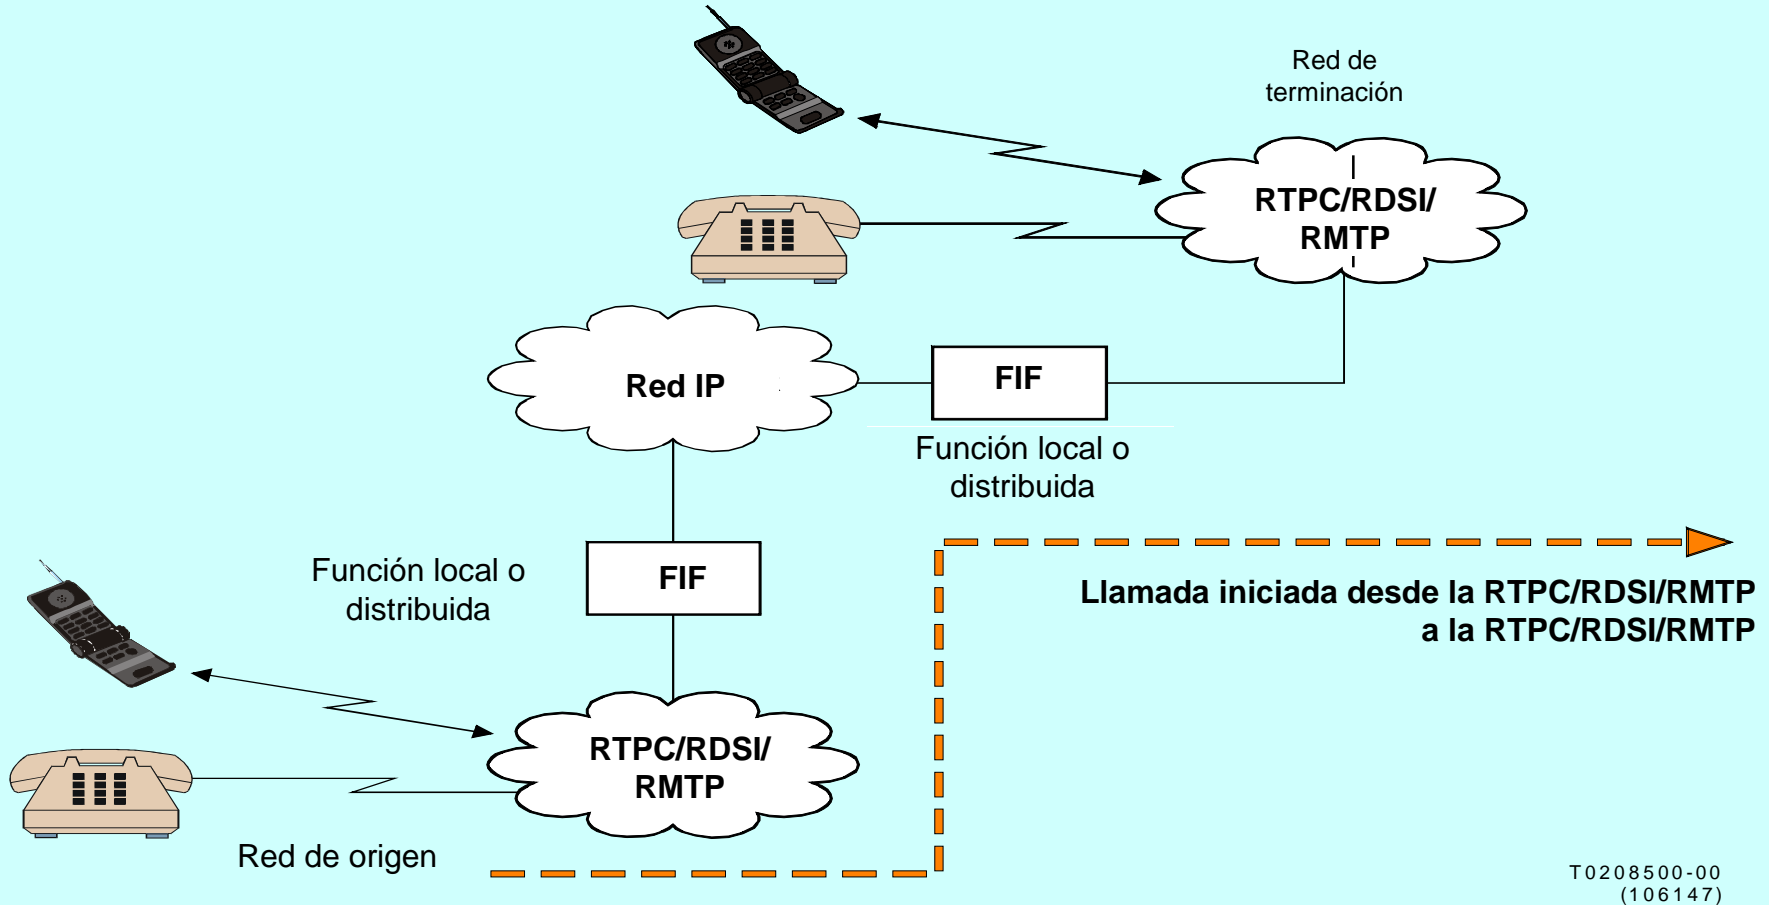 Red de
terminación
RTPC/RDSI/
RMTP
Red IP
FIF
Función local o
distribuida
Función local o
distribuida
FIF
Llamada iniciada desde la RTPC/RDSI/RMTP
a la RTPC/RDSI/RMTP
RTPC/RDSI/
RMTP
Red de origen
T0208500-00
(106147)